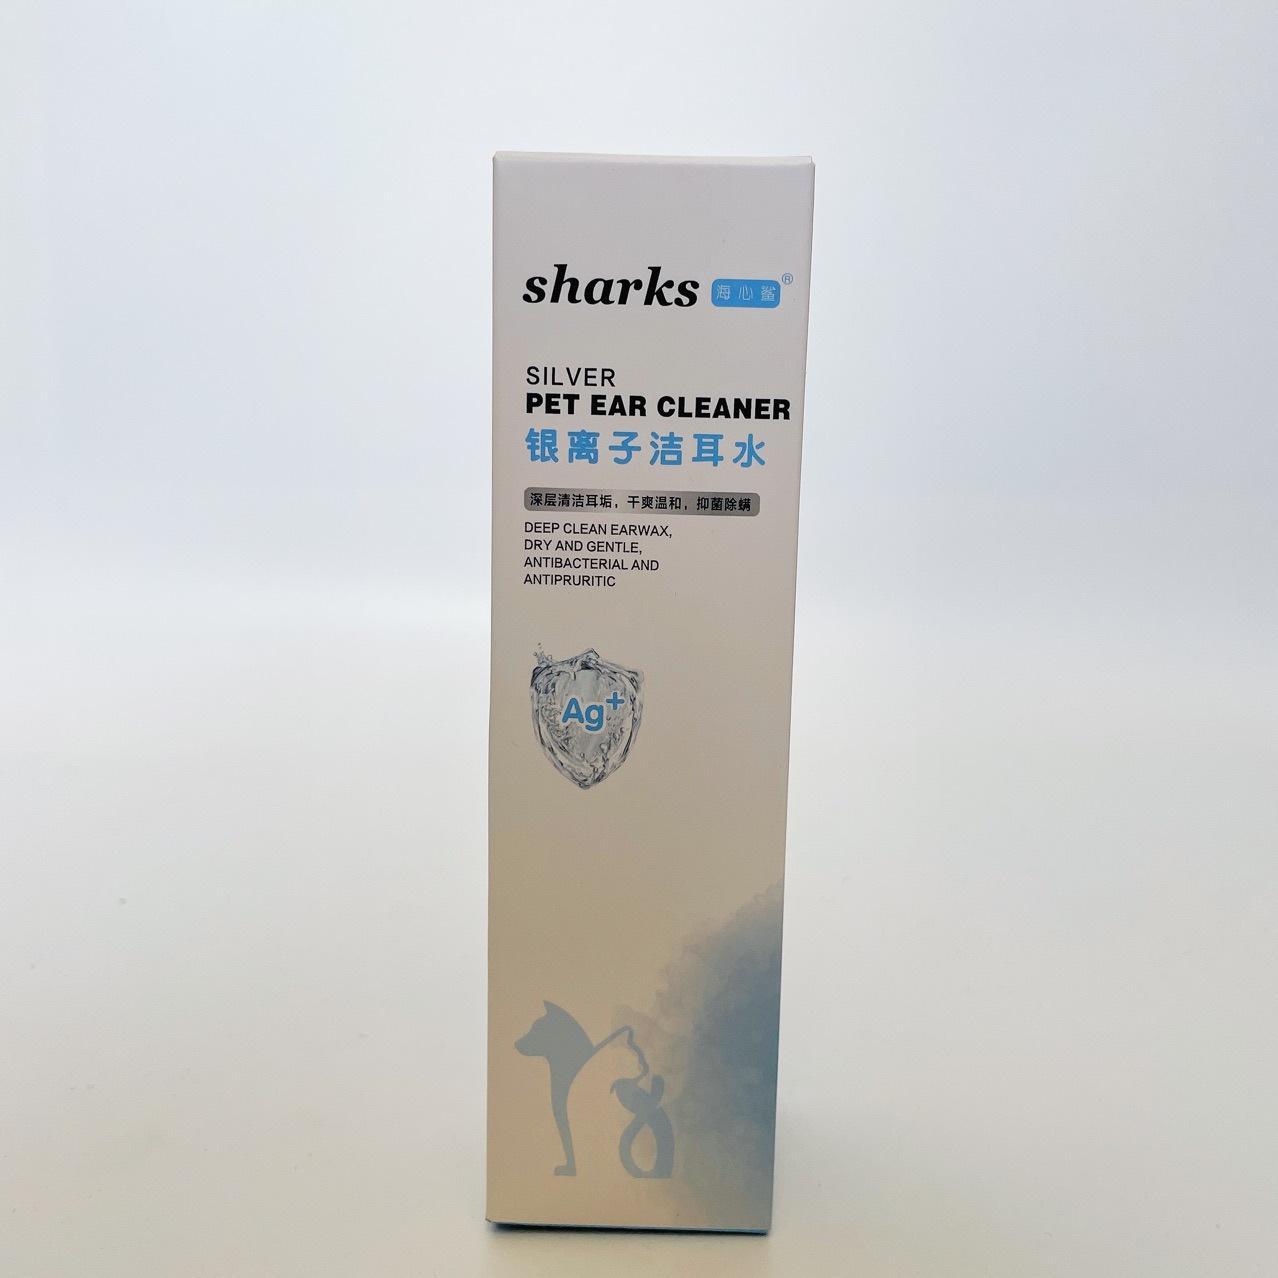 sharks 海心鲨®
SILVER
PET EAR CLEANER
银离子洁耳水
深层清洁耳垢，干爽温和，抑菌除螨
DEEP CLEAN EARWAX,
DRY AND GENTLE,
ANTIBACTERIAL AND
ANTIPRURITIC
Ag+